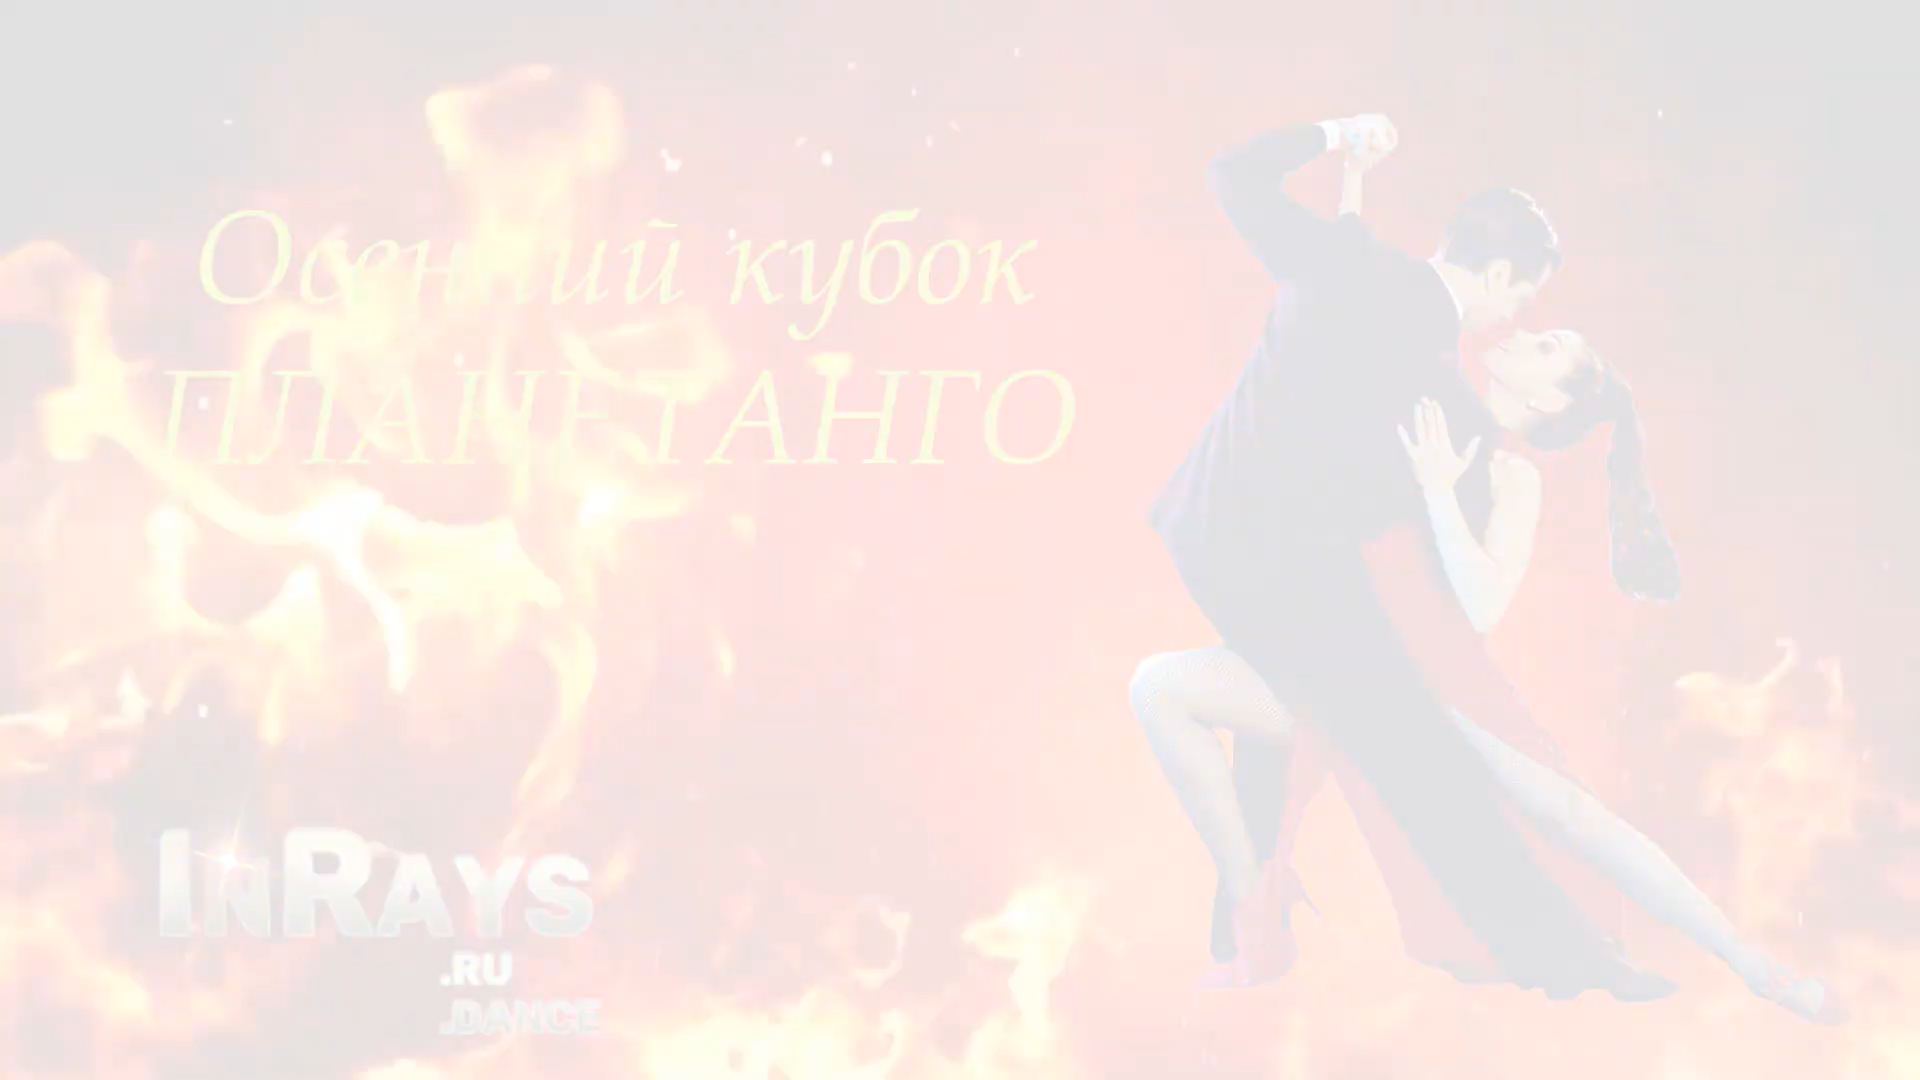 Осенний кубок
ПЛАНЕТАНГО
INRAYS
.RU
.DANCE